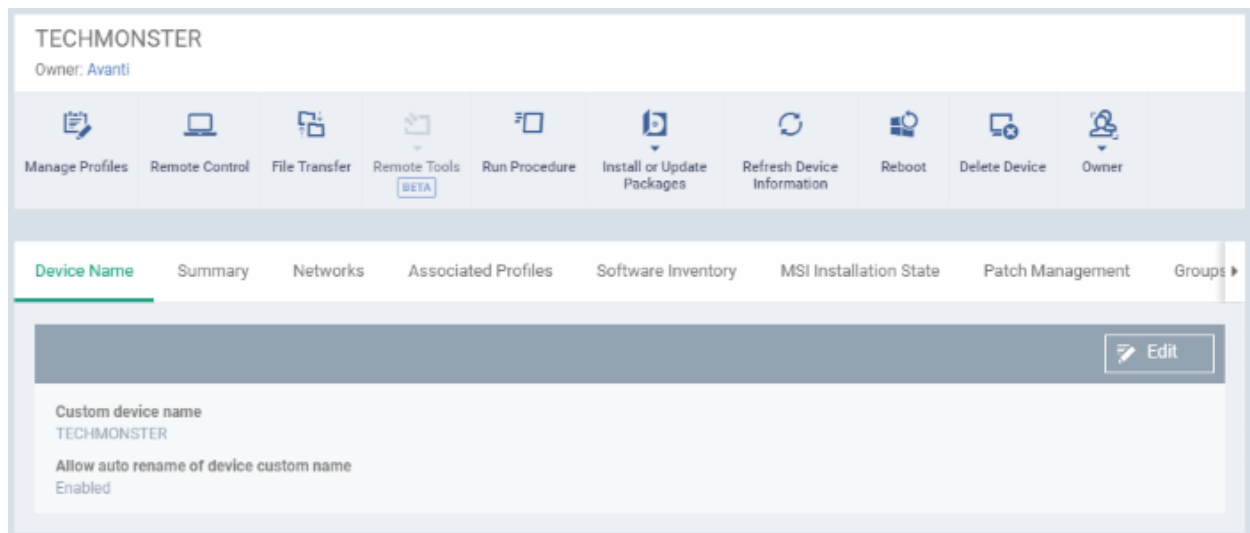 TECHMONSTER
Owner: Avanti
Manage Profiles
Remote Control
File Transfer
Remote Tools
BETA
Run Procedure
Install or Update
Packages
Refresh Device
Information
Reboot
Delete Device
Owner
Device Name
Summary
Networks
Associated Profiles
Software Inventory
MSI Installation State
Patch Management
Groups
Edit
Custom device name
TECHMONSTER
Allow auto rename of device custom name
Enabled